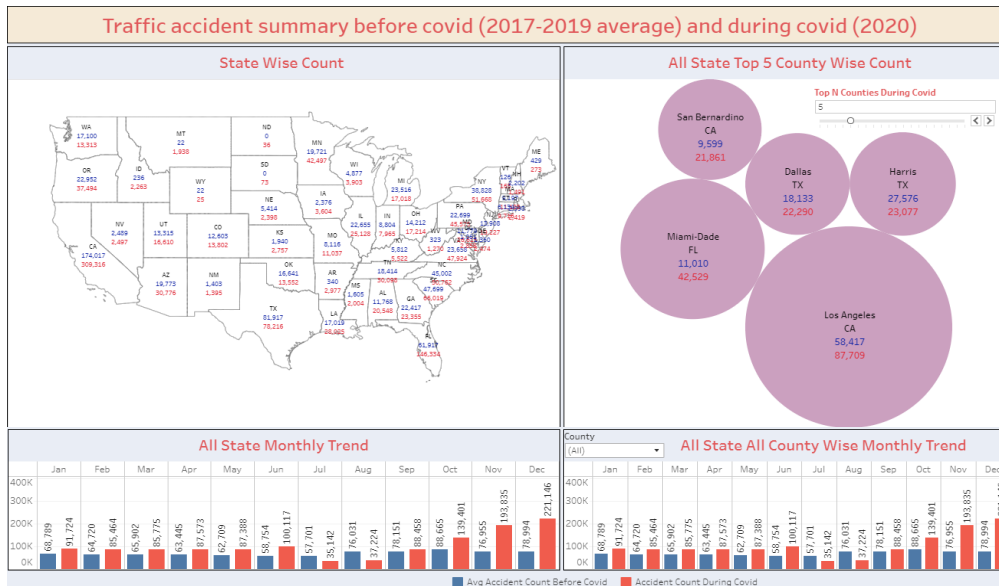 Traffic accident summary before covid (2017-2019 average) and during covid (2020)
State Wise Count
WA
17,100
13,313
OR
22,952
37,494
ID
236
2,263
MT
22
1,938
WY
22
25
ND
0
36
SD
0
73
NE
5,414
2,398
MN
19,721
42,497
WI
4,877
3,903
IA
2,376
3,604
MI
23,516
17,018
NY
38,828
51,668
ME
429
273
NV
2,489
2,497
UT
13,315
16,610
CO
12,603
13,802
CA
174,017
309,316
AZ
19,773
30,776
NM
1,403
1,395
KS
1,940
2,757
OK
16,641
13,552
TX
81,917
78,216
MO
8,116
11,037
AR
340
2,977
LA
17,019
IL
22,655
25,128
IN
8,804
7,965
OH
14,212
17,214
PA
22,699
KY
5,812
WV
323
1,270
VA
23,658
47,924
TN
18,414
NC
45,002
SC
47,699
MS
1,605
2,004
AL
11,768
20,548
GA
22,417
23,355
FL
61,917
146,354
VT
126
All State Top 5 County Wise Count
Top N Counties During Covid
5
San Bernardino
CA
9,599
21,861
Dallas
TX
18,133
22,290
Harris
TX
27,576
23,077
Miami-Dade
FL
11,010
42,529
Los Angeles
CA
58,417
87,709
All State Monthly Trend
Jan Feb Mar Apr May Jun Jul Aug Sep Oct Nov Dec
400K
300K
200K
100K
0K
68,789 91,724 64,720 85,464 65,902 85,775 63,445 87,573 62,709 87,388 58,754 100,117 57,701 35,142 76,031 37,224 78,151 88,458 88,665 139,401 76,955 193,835 78,994 221,146
County
(All)
All State All County Wise Monthly Trend
Jan Feb Mar Apr May Jun Jul Aug Sep Oct Nov Dec
400K
300K
200K
100K
0K
68,789 91,724 64,720 85,464 65,902 85,775 63,445 87,573 62,709 87,388 58,754 100,117 57,701 35,142 76,031 37,224 78,151 88,458 88,665 139,401 76,955 193,835 78,994
Avg Accident Count Before Covid
Accident Count During Covid